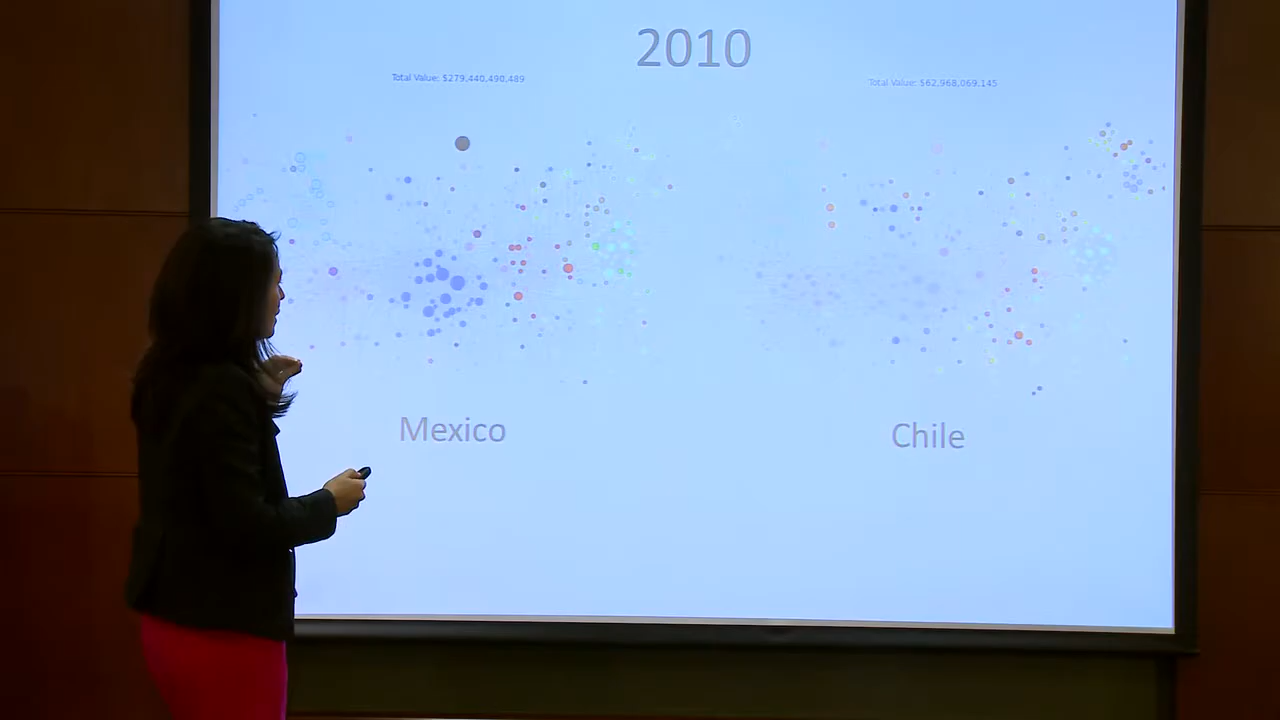 2010
Total Value: $279,440,490,489
Total Value: $62,968,069,145
Mexico
Chile